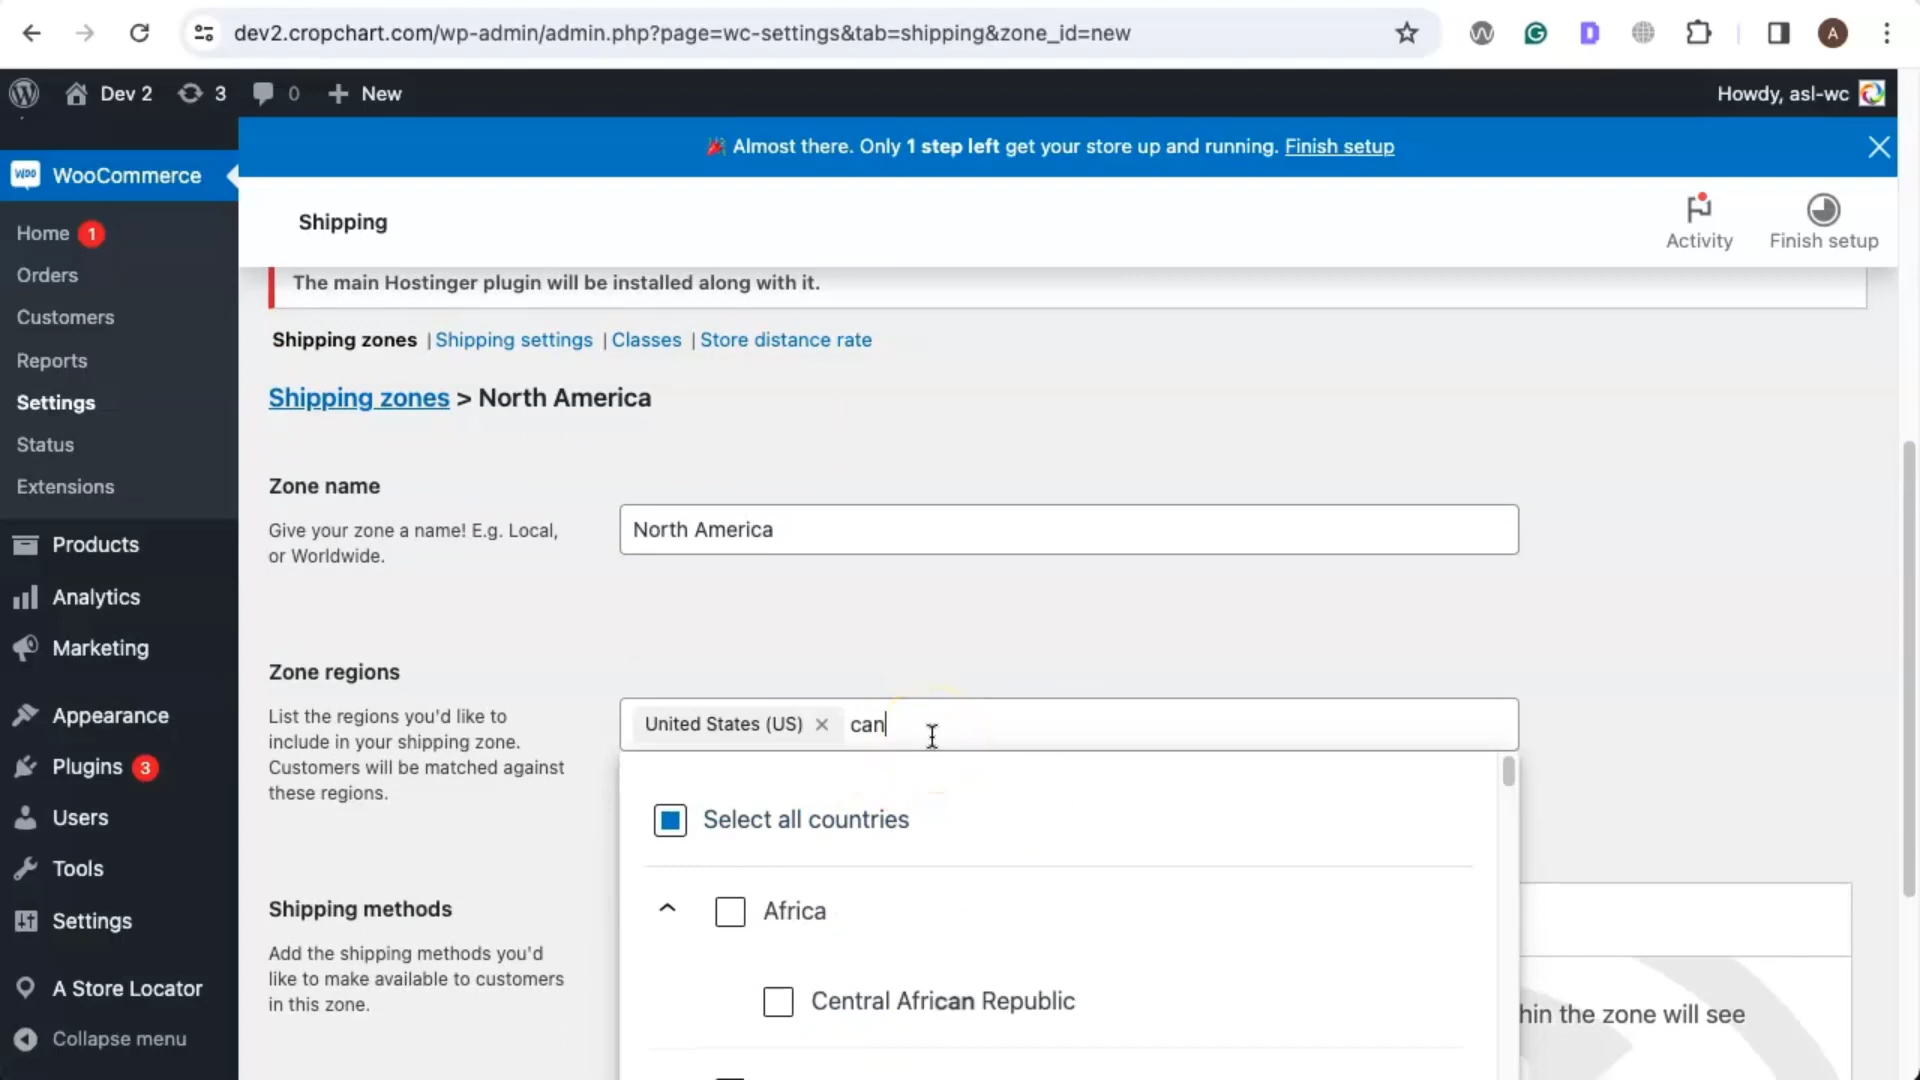 dev2.cropchart.com/wp-admin/admin.php?page=wc-settings&tab=shipping&zone_id=new
A
Dev 2 3 0 + New
Howdy, asl-wc
Almost there. Only 1 step left get your store up and running. Finish setup
WOO WooCommerce
Home 1
Orders
Customers
Reports
Settings
Status
Extensions
Products
Analytics
Marketing
Appearance
Plugins 3
Users
Tools
Settings
A Store Locator
Collapse menu
Shipping
Activity
Finish setup
The main Hostinger plugin will be installed along with it.
Shipping zones | Shipping settings | Classes | Store distance rate
Shipping zones > North America
Zone name
Give your zone a name! E.g. Local,
or Worldwide.
North America
Zone regions
List the regions you'd like to
include in your shipping zone.
Customers will be matched against
these regions.
United States (US) × can
Select all countries
Africa
Central African Republic
Shipping methods
Add the shipping methods you'd
like to make available to customers
in this zone.
hin the zone will see